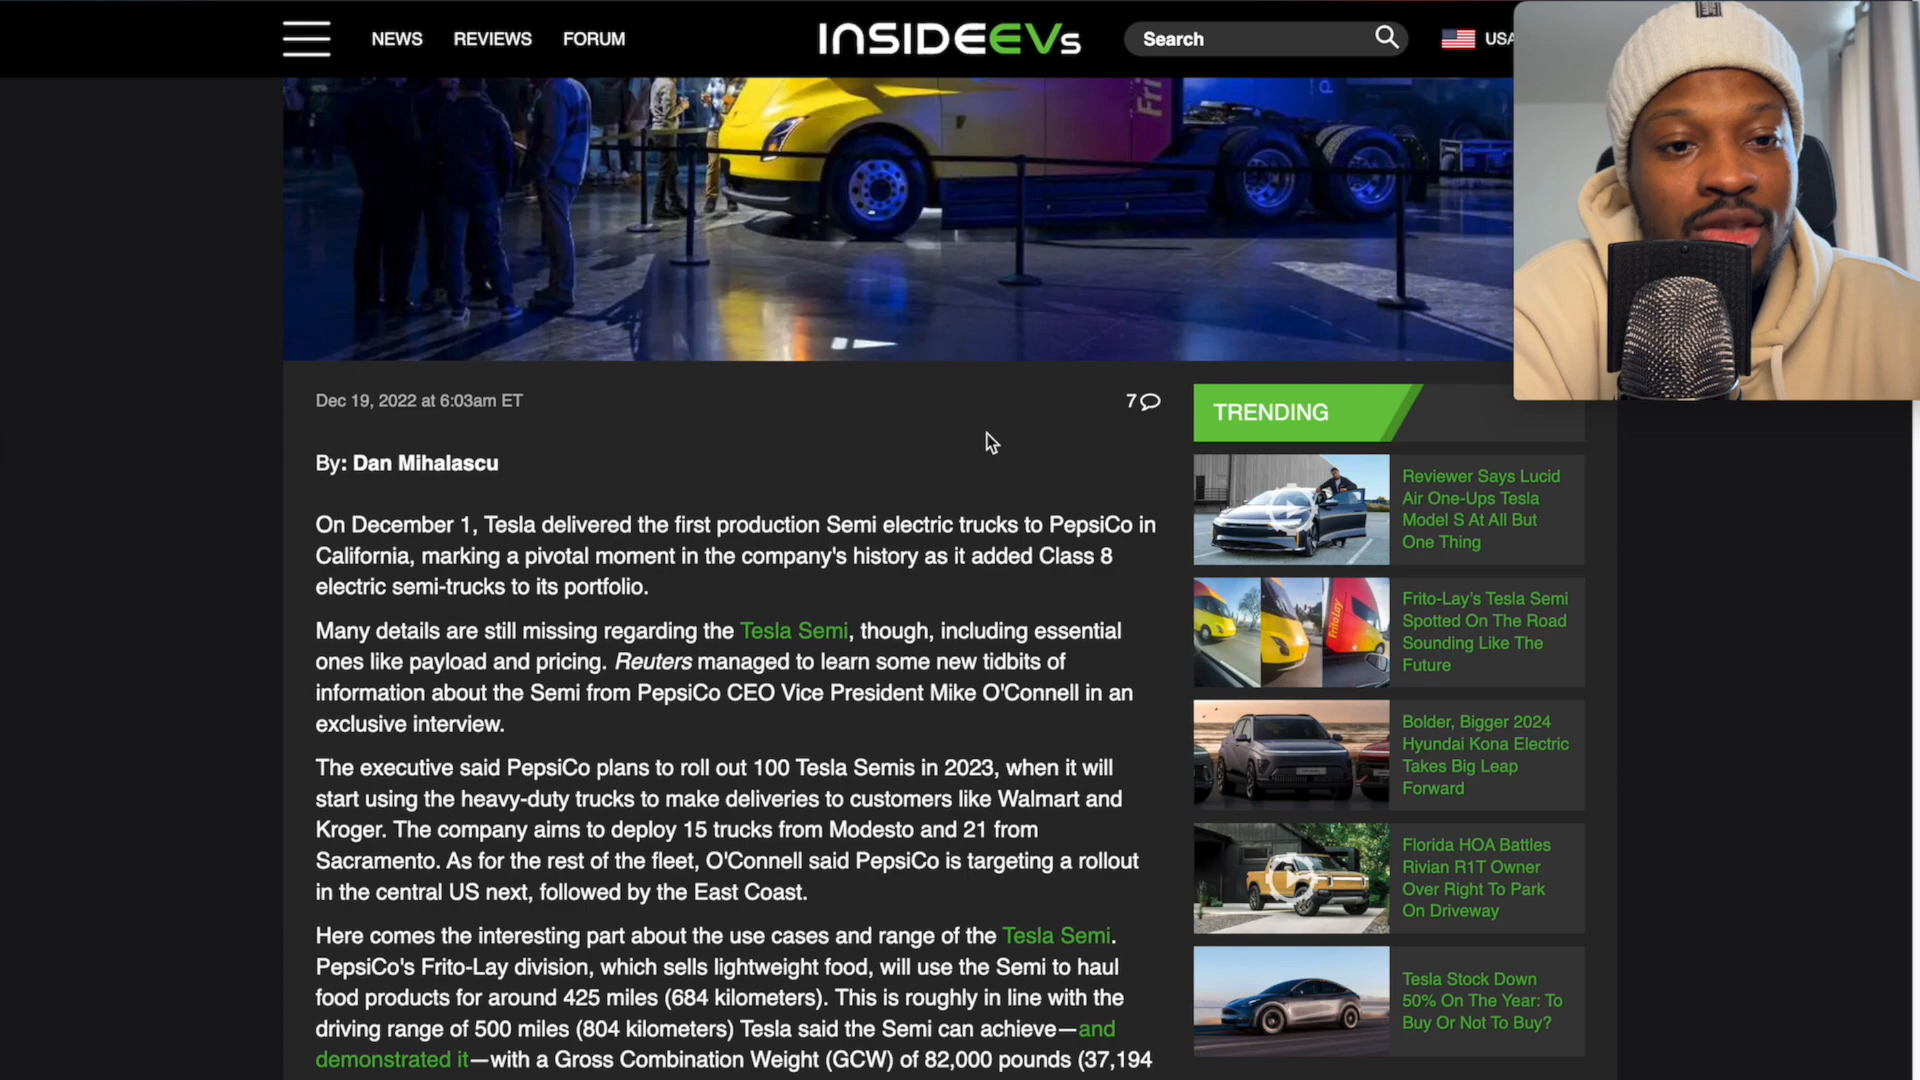 NEWS
REVIEWS
FORUM
INSIDEEVs
Search
USA
Fri
Dec 19, 2022 at 6:03am ET
7
By: Dan Mihalascu
On December 1, Tesla delivered the first production Semi electric trucks to PepsiCo in
California, marking a pivotal moment in the company's history as it added Class 8
electric semi-trucks to its portfolio.
Many details are still missing regarding the Tesla Semi, though, including essential
ones like payload and pricing. Reuters managed to learn some new tidbits of
information about the Semi from PepsiCo CEO Vice President Mike O'Connell in an
exclusive interview.
The executive said PepsiCo plans to roll out 100 Tesla Semis in 2023, when it will
start using the heavy-duty trucks to make deliveries to customers like Walmart and
Kroger. The company aims to deploy 15 trucks from Modesto and 21 from
Sacramento. As for the rest of the fleet, O'Connell said PepsiCo is targeting a rollout
in the central US next, followed by the East Coast.
Here comes the interesting part about the use cases and range of the Tesla Semi.
PepsiCo's Frito-Lay division, which sells lightweight food, will use the Semi to haul
food products for around 425 miles (684 kilometers). This is roughly in line with the
driving range of 500 miles (804 kilometers) Tesla said the Semi can achieve—and
demonstrated it—with a Gross Combination Weight (GCW) of 82,000 pounds (37,194
TRENDING
Reviewer Says Lucid
Air One-Ups Tesla
Model S At All But
One Thing
Frito-Lay's Tesla Semi
Spotted On The Road
Sounding Like The
Future
FritoLay
Bolder, Bigger 2024
Hyundai Kona Electric
Takes Big Leap
Forward
Florida HOA Battles
Rivian R1T Owner
Over Right To Park
On Driveway
Tesla Stock Down
50% On The Year: To
Buy Or Not To Buy?